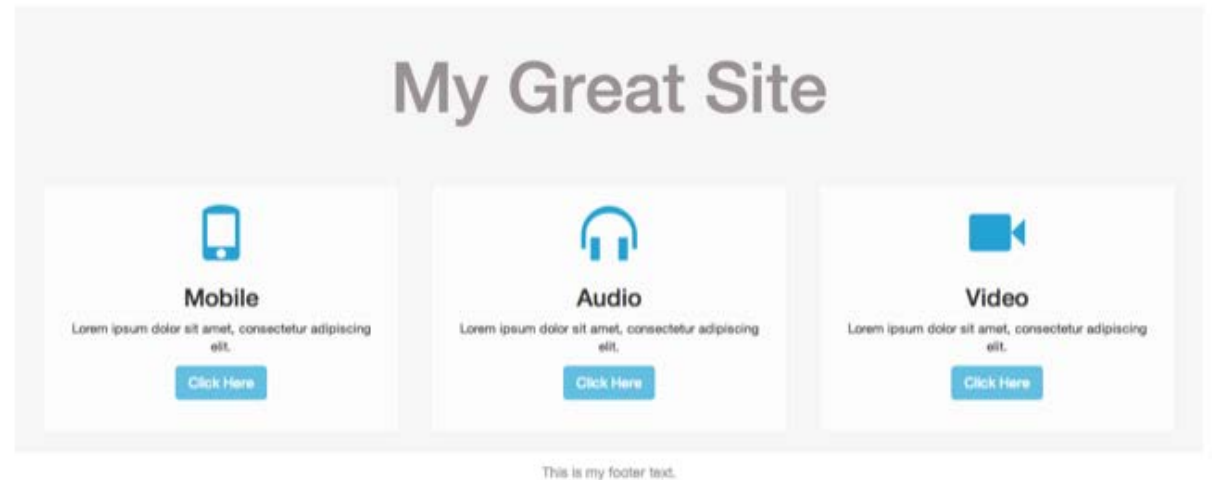 My Great Site
Mobile
Lorem ipsum dolor sit amet, consectetur adipiscing
elit.
Click Here
Audio
Lorem ipsum dolor sit amet, consectetur adipiscing
elit.
Click Here
Video
Lorem ipsum dolor sit amet, consectetur adipiscing
elit.
Click Here
This is my footer text.